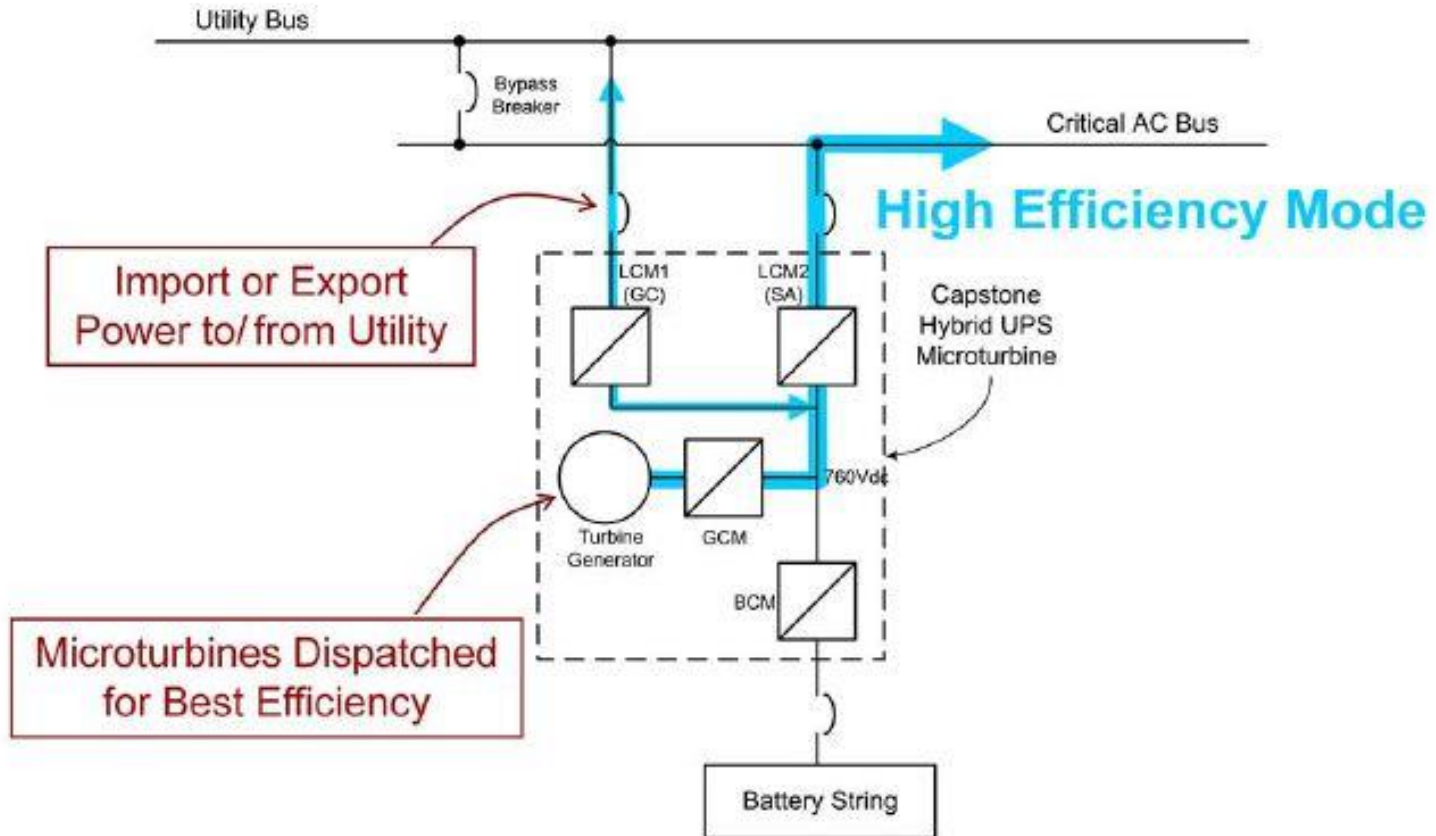 Utility Bus
Bypass
Breaker
Critical AC Bus
High Efficiency Mode
Import or Export
Power to/from Utility
LCM1
(GC)
LCM2
(SA)
Capstone
Hybrid UPS
Microturbine
760Vdc
Turbine
Generator
GCM
BCM
Microturbines Dispatched
for Best Efficiency
Battery String